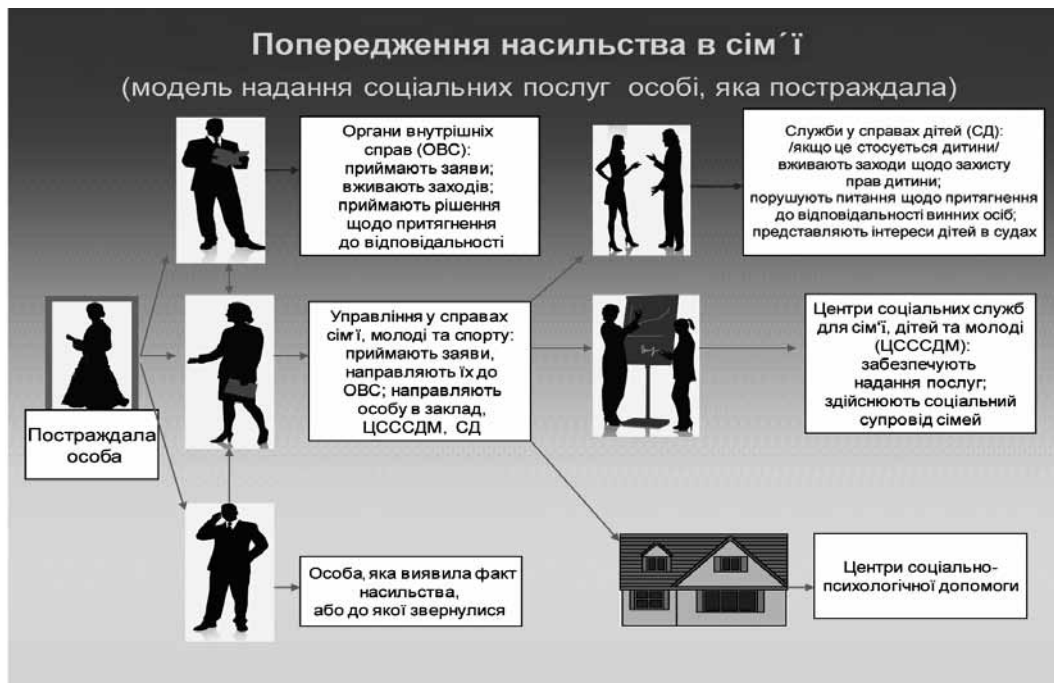 Попередження насильства в сім´ї
(модель надання соціальних послуг особі, яка постраждала)
Органи внутрішніх
справ (ОВС):
приймають заяви;
вживають заходів;
приймають рішення
щодо притягнення
до відповідальності
Служби у справах дітей (СД):
/якщо це стосується дитини/
вживають заходи щодо захисту
прав дитини;
порушують питання щодо притягнення
до відповідальності винних осіб;
представляють інтереси дітей в судах
Постраждала
особа
Управління у справах
сім'ї, молоді та спорту:
приймають заяви,
направляють їх до
ОВС; направляють
особу в заклад,
ЦСССДМ, СД
Центри соціальних служб
для сім'ї, дітей та молоді
(ЦСССДМ):
забезпечують
надання послуг;
здійснюють соціальний
супровід сімей
Особа, яка виявила факт
насильства,
або до якої звернулися
Центри соціально-
психологічної допомоги